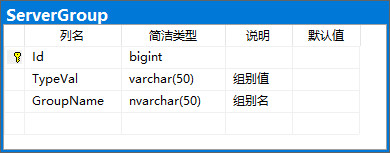 ServerGroup
列名 简洁类型 说明 默认值
Id bigint
TypeVal varchar(50) 组别值
GroupName nvarchar(50) 组别名